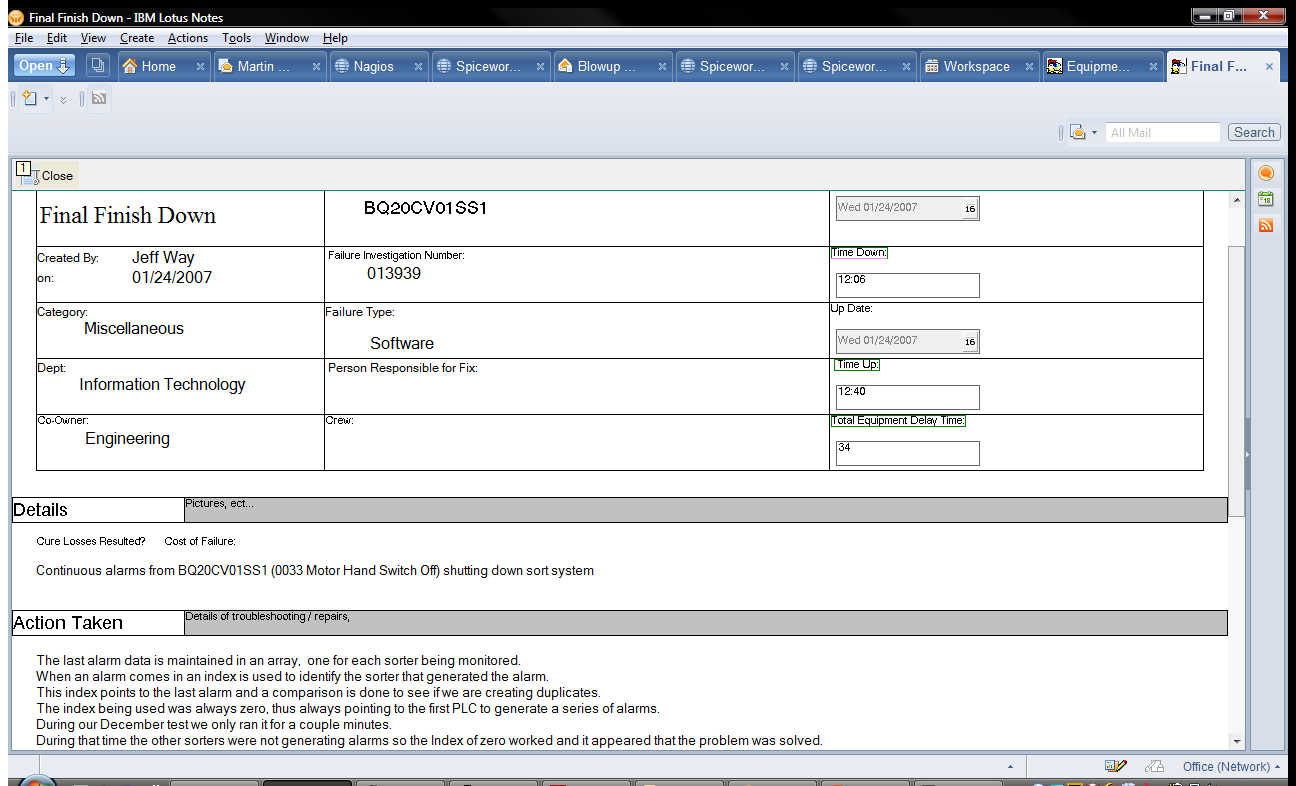 Final Finish Down - IBM Lotus Notes
File Edit View Create Actions Tools Window Help
Open Home Martin ... Nagios Spicewor... Blowup ... Spicewor... Spicewor... Workspace Equipme... Final F...
All Mail Search
1 Close
Final Finish Down BQ20CV01SS1 Wed 01/24/2007 16
Created By: Jeff Way Failure Investigation Number: Time Down:
on: 01/24/2007 013939 12:06
Category: Failure Type: Up Date:
Miscellaneous Software Wed 01/24/2007 16
Dept: Person Responsible for Fix: Time Up:
Information Technology 12:40
Co-Owner: Crew: Total Equipment Delay Time:
Engineering 34
Details Pictures, ect...
Cure Losses Resulted? Cost of Failure:
Continuous alarms from BQ20CV01SS1 (0033 Motor Hand Switch Off) shutting down sort system
Action Taken Details of troubleshooting / repairs,
The last alarm data is maintained in an array, one for each sorter being monitored.
When an alarm comes in an index is used to identify the sorter that generated the alarm.
This index points to the last alarm and a comparison is done to see if we are creating duplicates.
The index being used was always zero, thus always pointing to the first PLC to generate a series of alarms.
During our December test we only ran it for a couple minutes.
During that time the other sorters were not generating alarms so the Index of zero worked and it appeared that the problem was solved.
Office (Network)